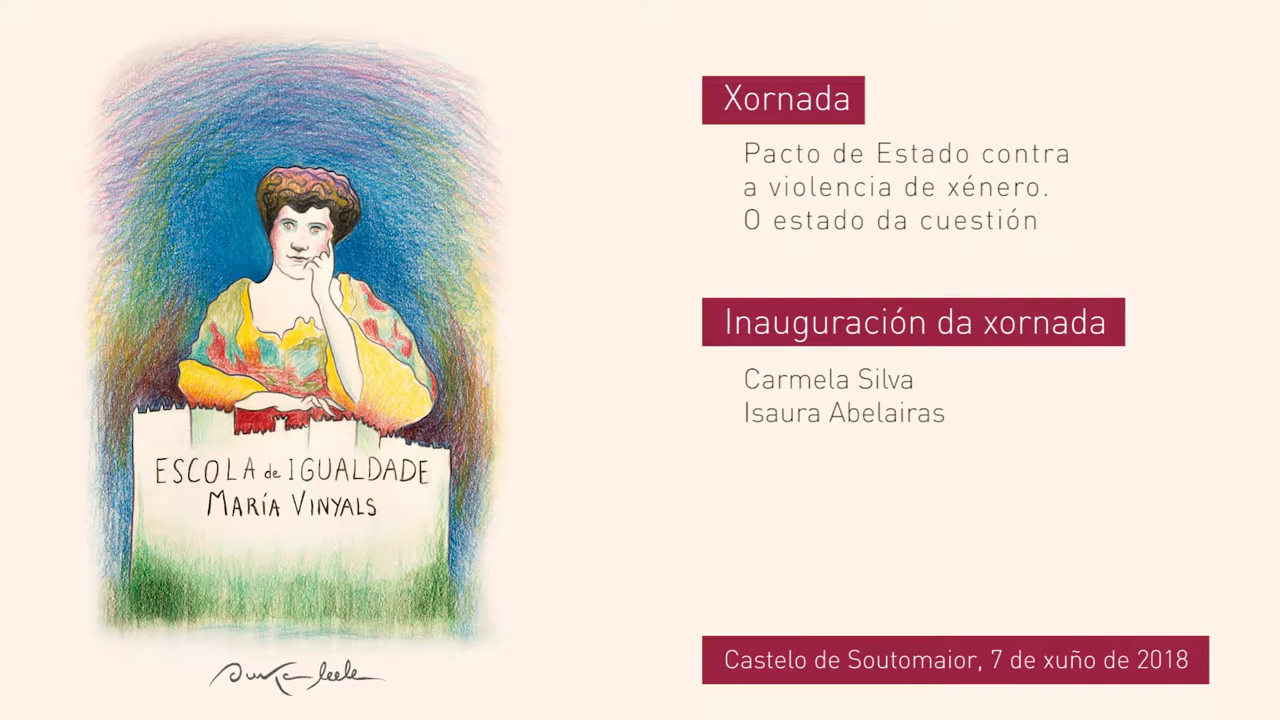 Xornada
Pacto de Estado contra
a violencia de xénero.
O estado da cuestión
Inauguración da xornada
Carmela Silva
Isaura Abelairas
Castelo de Soutomaior, 7 de xuño de 2018
ESCOLA de IGUALDADE
MARÍA VINYALS